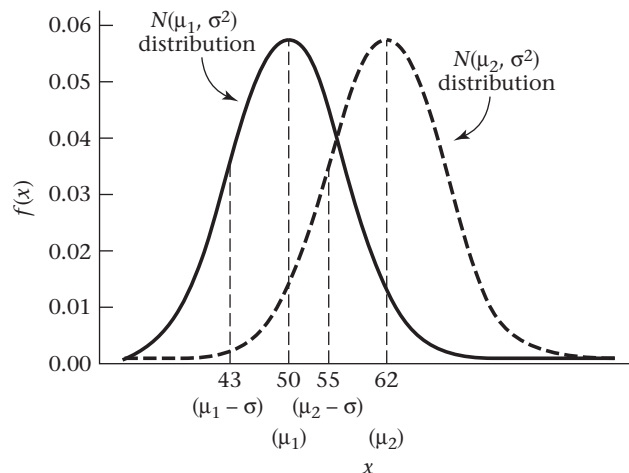 N(μ₁, σ²)
distribution
N(μ₂, σ²)
distribution
f(x)
0.06
0.05
0.04
0.03
0.02
0.01
0.00
43 50 55 62
(μ₁ – σ) (μ₂ – σ)
(μ₁) (μ₂)
x